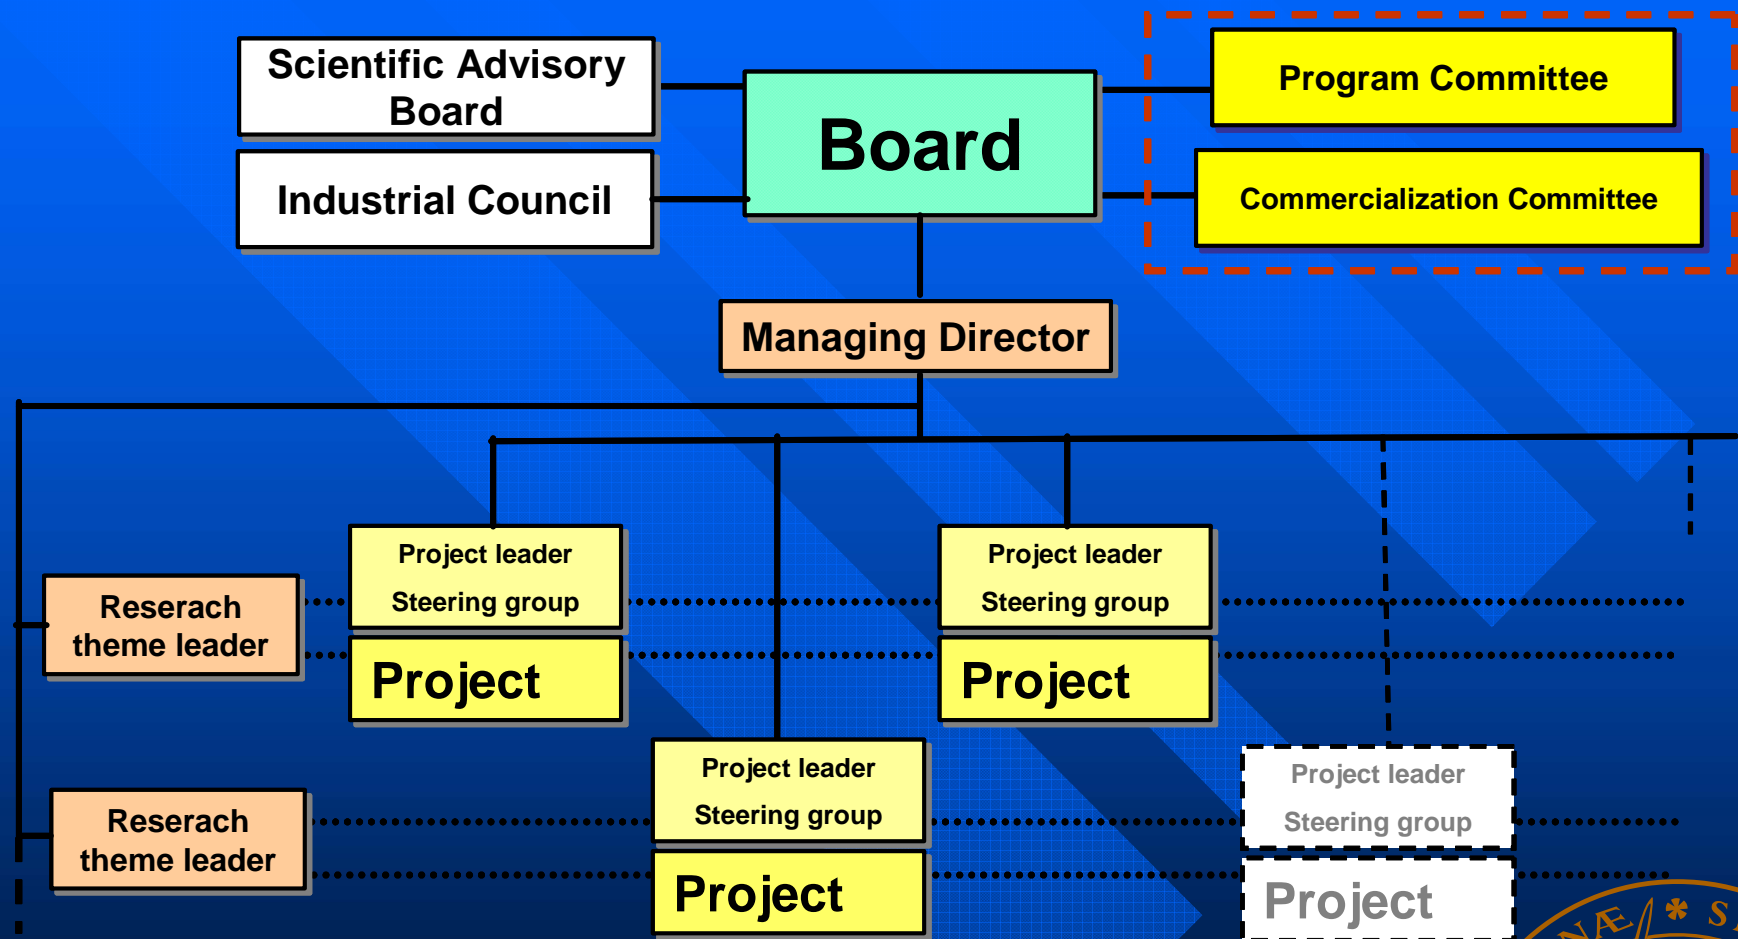 Scientific Advisory
Board
Industrial Council
Board
Program Committee
Commercialization Committee
Managing Director
Project leader
Steering group
Project
Project leader
Steering group
Project
Reserach
theme leader
Project leader
Steering group
Project
Project leader
Steering group
Project
Reserach
theme leader